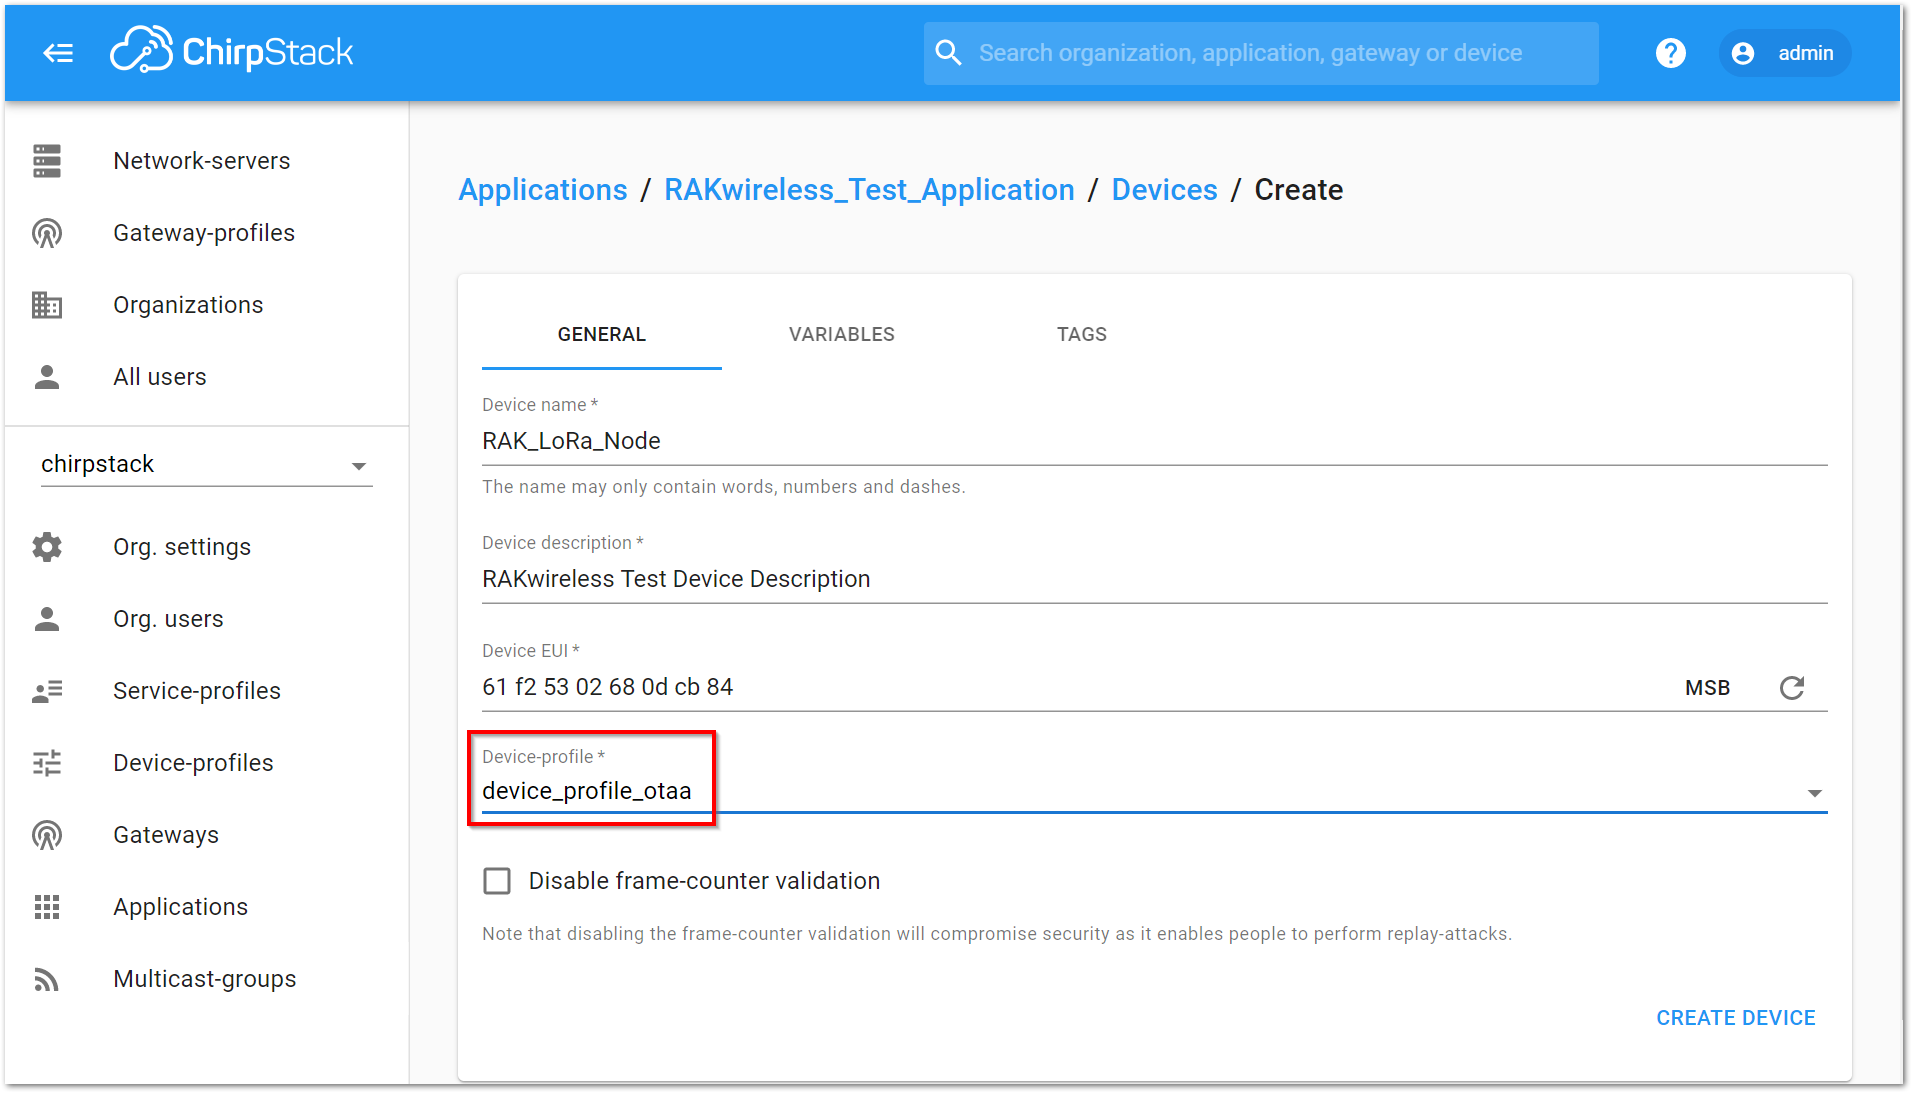 ChirpStack
Search organization, application, gateway or device
?
admin
Network-servers
Gateway-profiles
Organizations
All users
chirpstack
Org. settings
Org. users
Service-profiles
Device-profiles
Gateways
Applications
Multicast-groups
Applications / RAKwireless_Test_Application / Devices / Create
GENERAL VARIABLES TAGS
Device name *
RAK_LoRa_Node
The name may only contain words, numbers and dashes.
Device description *
RAKwireless Test Device Description
Device EUI *
61 f2 53 02 68 0d cb 84 MSB
Device-profile *
device_profile_otaa
Disable frame-counter validation
Note that disabling the frame-counter validation will compromise security as it enables people to perform replay-attacks.
CREATE DEVICE